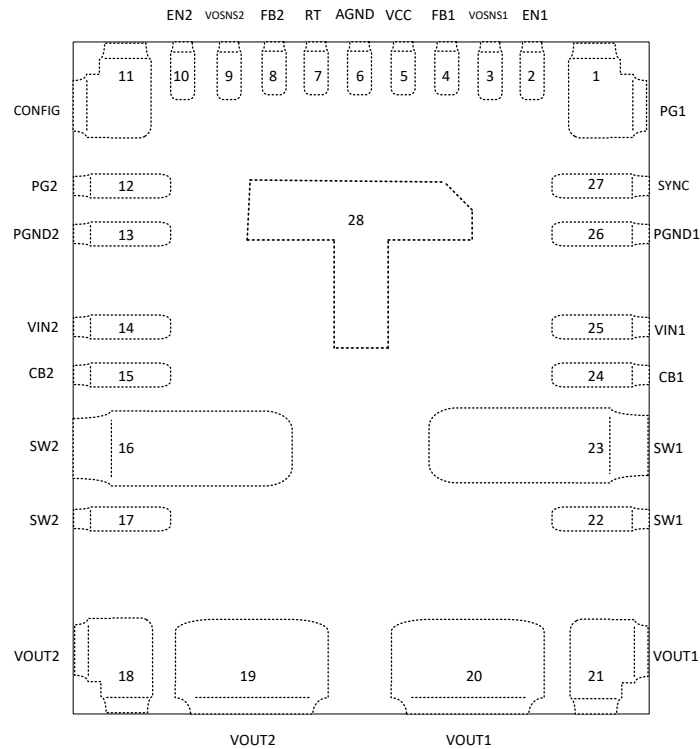 EN2 VOSNS2 FB2 RT AGND VCC FB1 VOSNS1 EN1
11 10 9 8 7 6 5 4 3 2 1
CONFIG PG1
PG2 12 27 SYNC
PGND2 13 28 26 PGND1
VIN2 14 25 VIN1
CB2 15 24 CB1
SW2 16 23 SW1
SW2 17 22 SW1
VOUT2 VOUT1
18 19 20 21
VOUT2 VOUT1